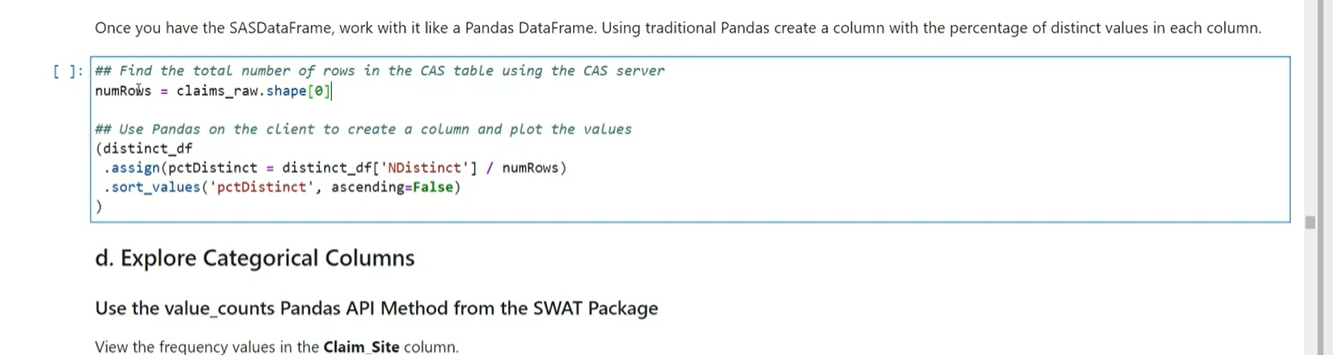 Once you have the SASDataFrame, work with it like a Pandas DataFrame. Using traditional Pandas create a column with the percentage of distinct values in each column.
[ ]: ## Find the total number of rows in the CAS table using the CAS server
numRows = claims_raw.shape[0]
## Use Pandas on the client to create a column and plot the values
(distinct_df
.assign(pctDistinct = distinct_df['NDistinct'] / numRows)
.sort_values('pctDistinct', ascending=False)
)
d. Explore Categorical Columns
Use the value_counts Pandas API Method from the SWAT Package
View the frequency values in the Claim_Site column.